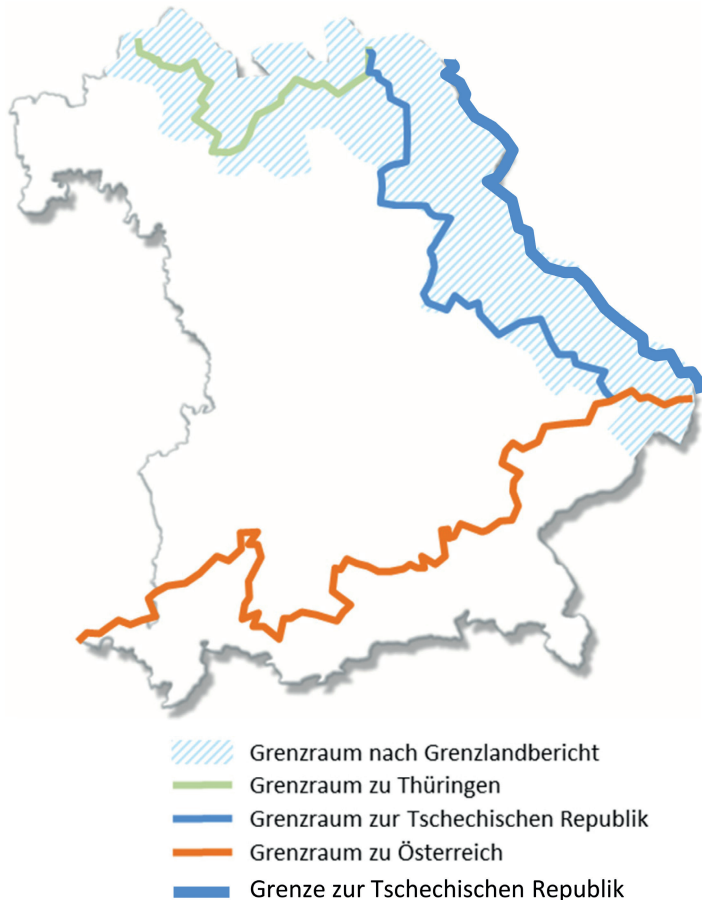 Grenzraum nach Grenzlandbericht
Grenzraum zu Thüringen
Grenzraum zur Tschechischen Republik
Grenzraum zu Österreich
Grenze zur Tschechischen Republik